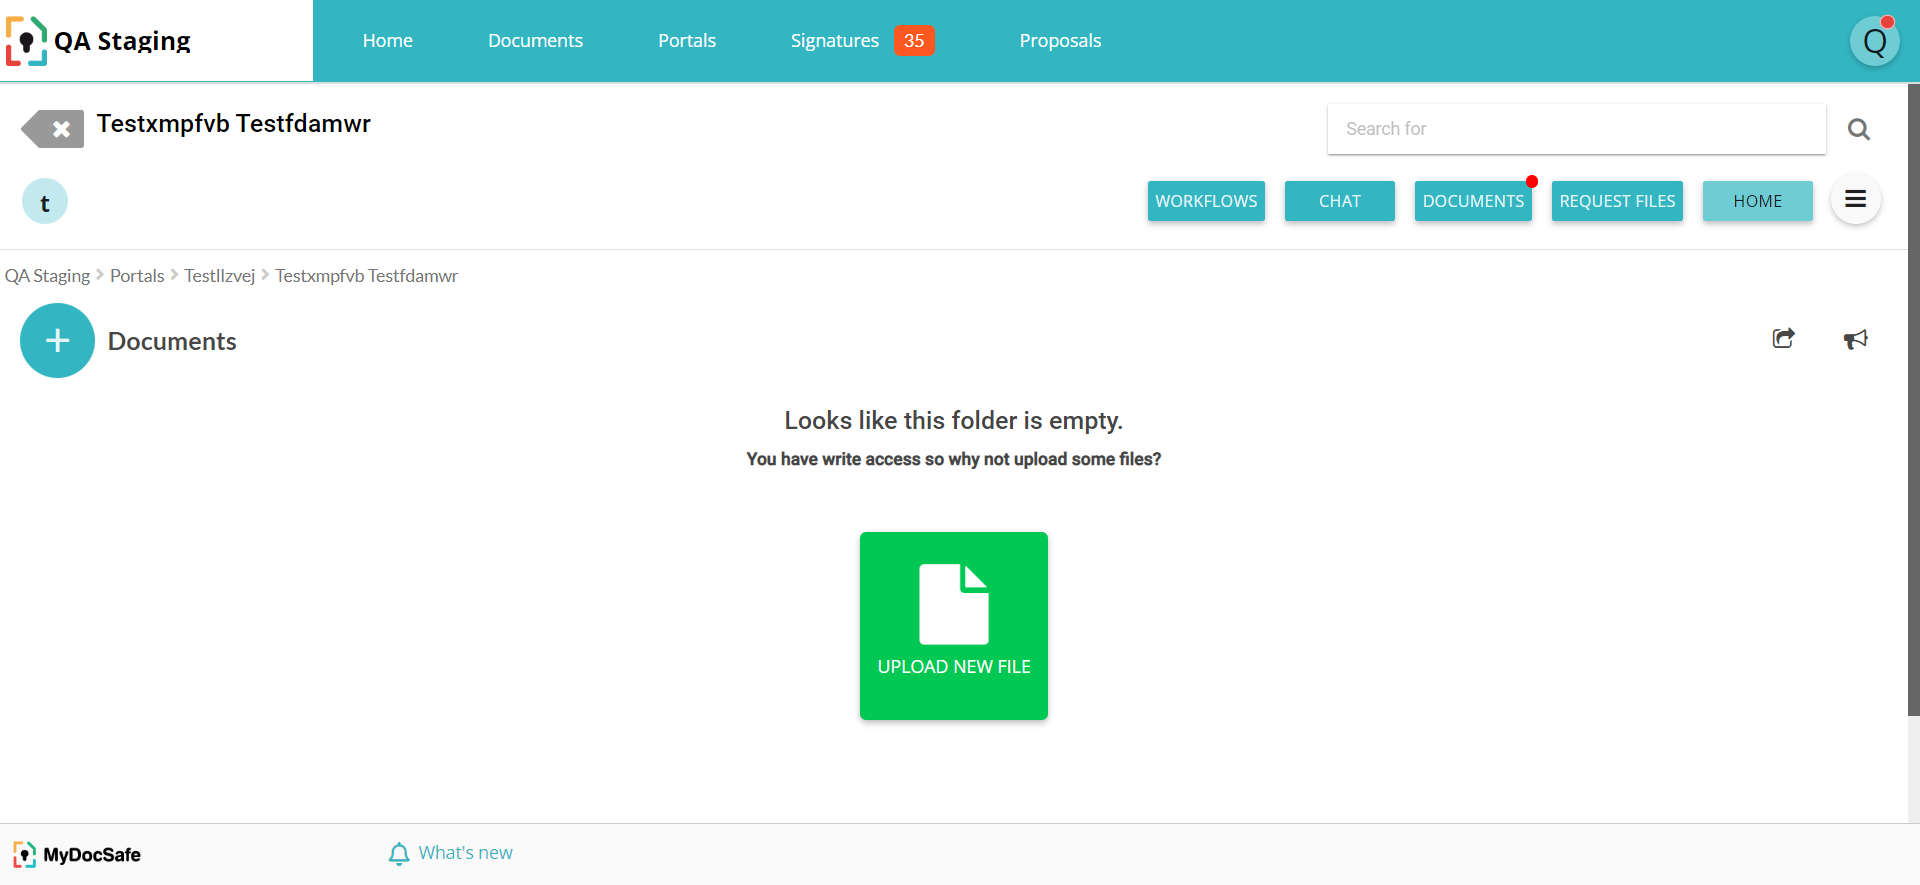 QA Staging
Home
Documents
Portals
Signatures 35
Proposals
Q
Testxmpfvb Testfdamwr
Search for
t
WORKFLOWS
CHAT
DOCUMENTS
REQUEST FILES
HOME
QA Staging > Portals > Testllzvej > Testxmpfvb Testfdamwr
+ Documents
Looks like this folder is empty.
You have write access so why not upload some files?
UPLOAD NEW FILE
MyDocSafe
What's new